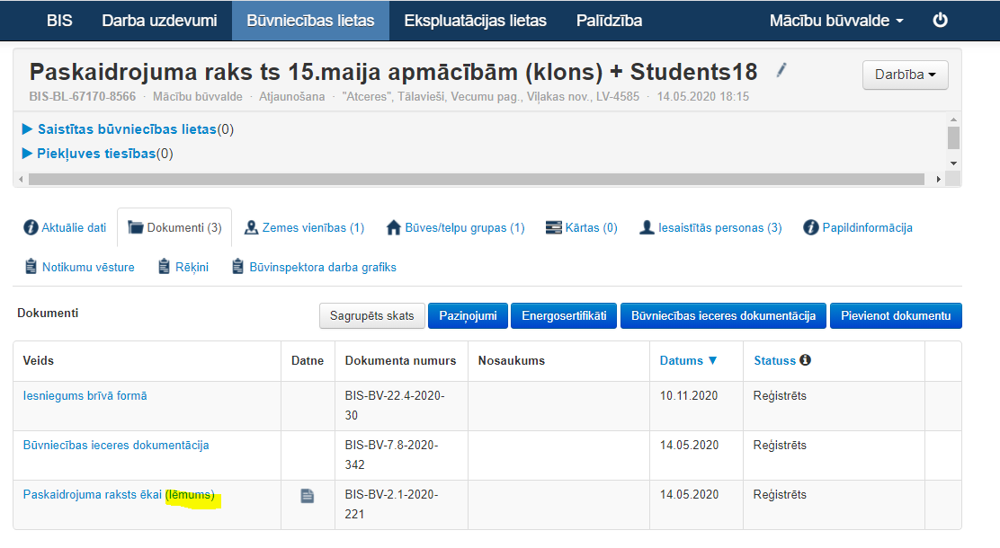 BIS Darba uzdevumi Būvniecības lietas Ekspluatācijas lietas Palīdzība Mācību būvvalde
Paskaidrojuma raks ts 15.maija apmācībām (klons) + Students18
Darbība
BIS-BL-67170-8566 · Mācību būvvalde · Atjaunošana · "Atceres", Tālavieši, Vecumu pag., Viļakas nov., LV-4585 · 14.05.2020 18:15
Saistītas būvniecības lietas(0)
Piekļuves tiesības(0)
Aktuālie dati Dokumenti (3) Zemes vienības (1) Būves/telpu grupas (1) Kārtas (0) Iesaistītās personas (3) Papildinformācija
Notikumu vēsture Rēķini Būvinspektora darba grafiks
Dokumenti Sagrupēts skats Paziņojumi Energosertifikāti Būvniecības ieceres dokumentācija Pievienot dokumentu
Veids Datne Dokumenta numurs Nosaukums Datums ▼ Statuss
Iesniegums brīvā formā BIS-BV-22.4-2020- 10.11.2020 Reģistrēts
30
Būvniecības ieceres dokumentācija BIS-BV-7.8-2020- 14.05.2020 Reģistrēts
342
Paskaidrojuma raksts ēkai (lēmums) BIS-BV-2.1-2020- 14.05.2020 Reģistrēts
221